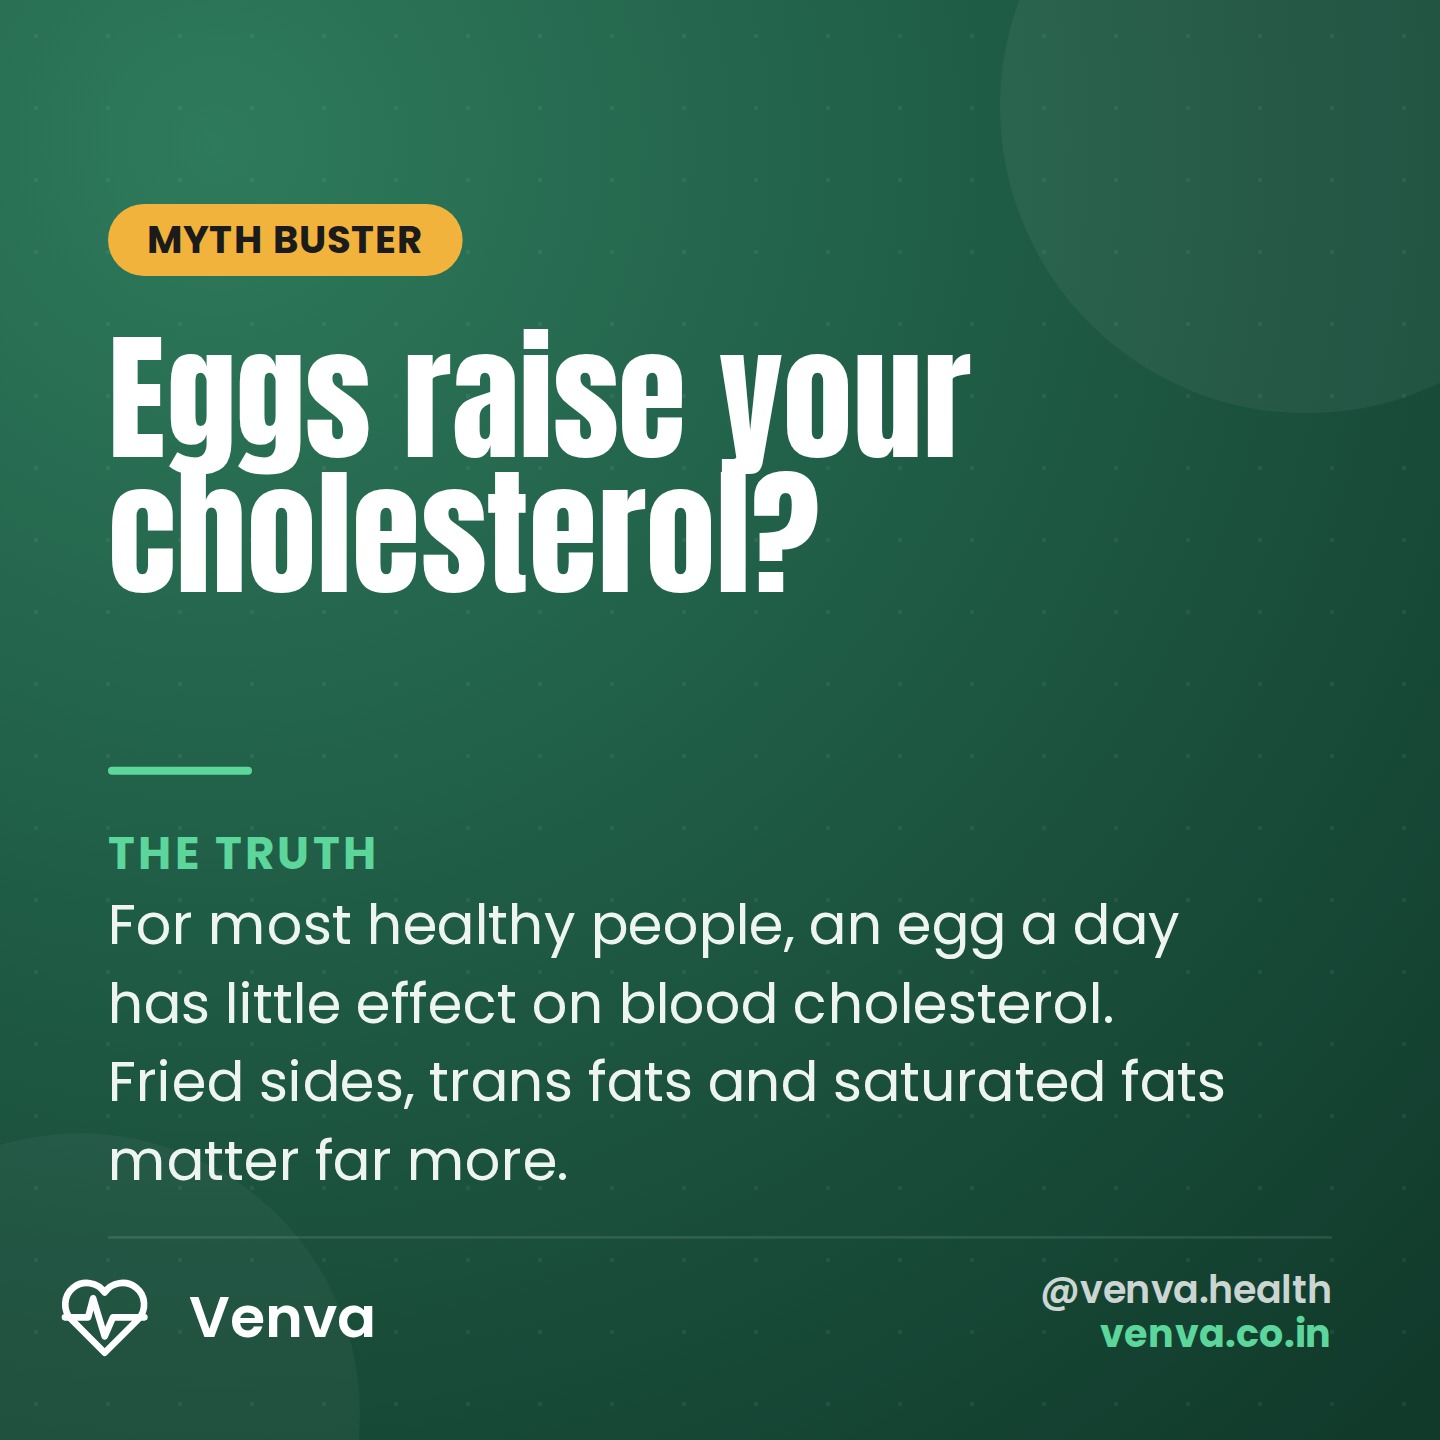 MYTH BUSTER
Eggs raise your
cholesterol?
THE TRUTH
For most healthy people, an egg a day
has little effect on blood cholesterol.
Fried sides, trans fats and saturated fats
matter far more.
Venva
@venva.health
venva.co.in